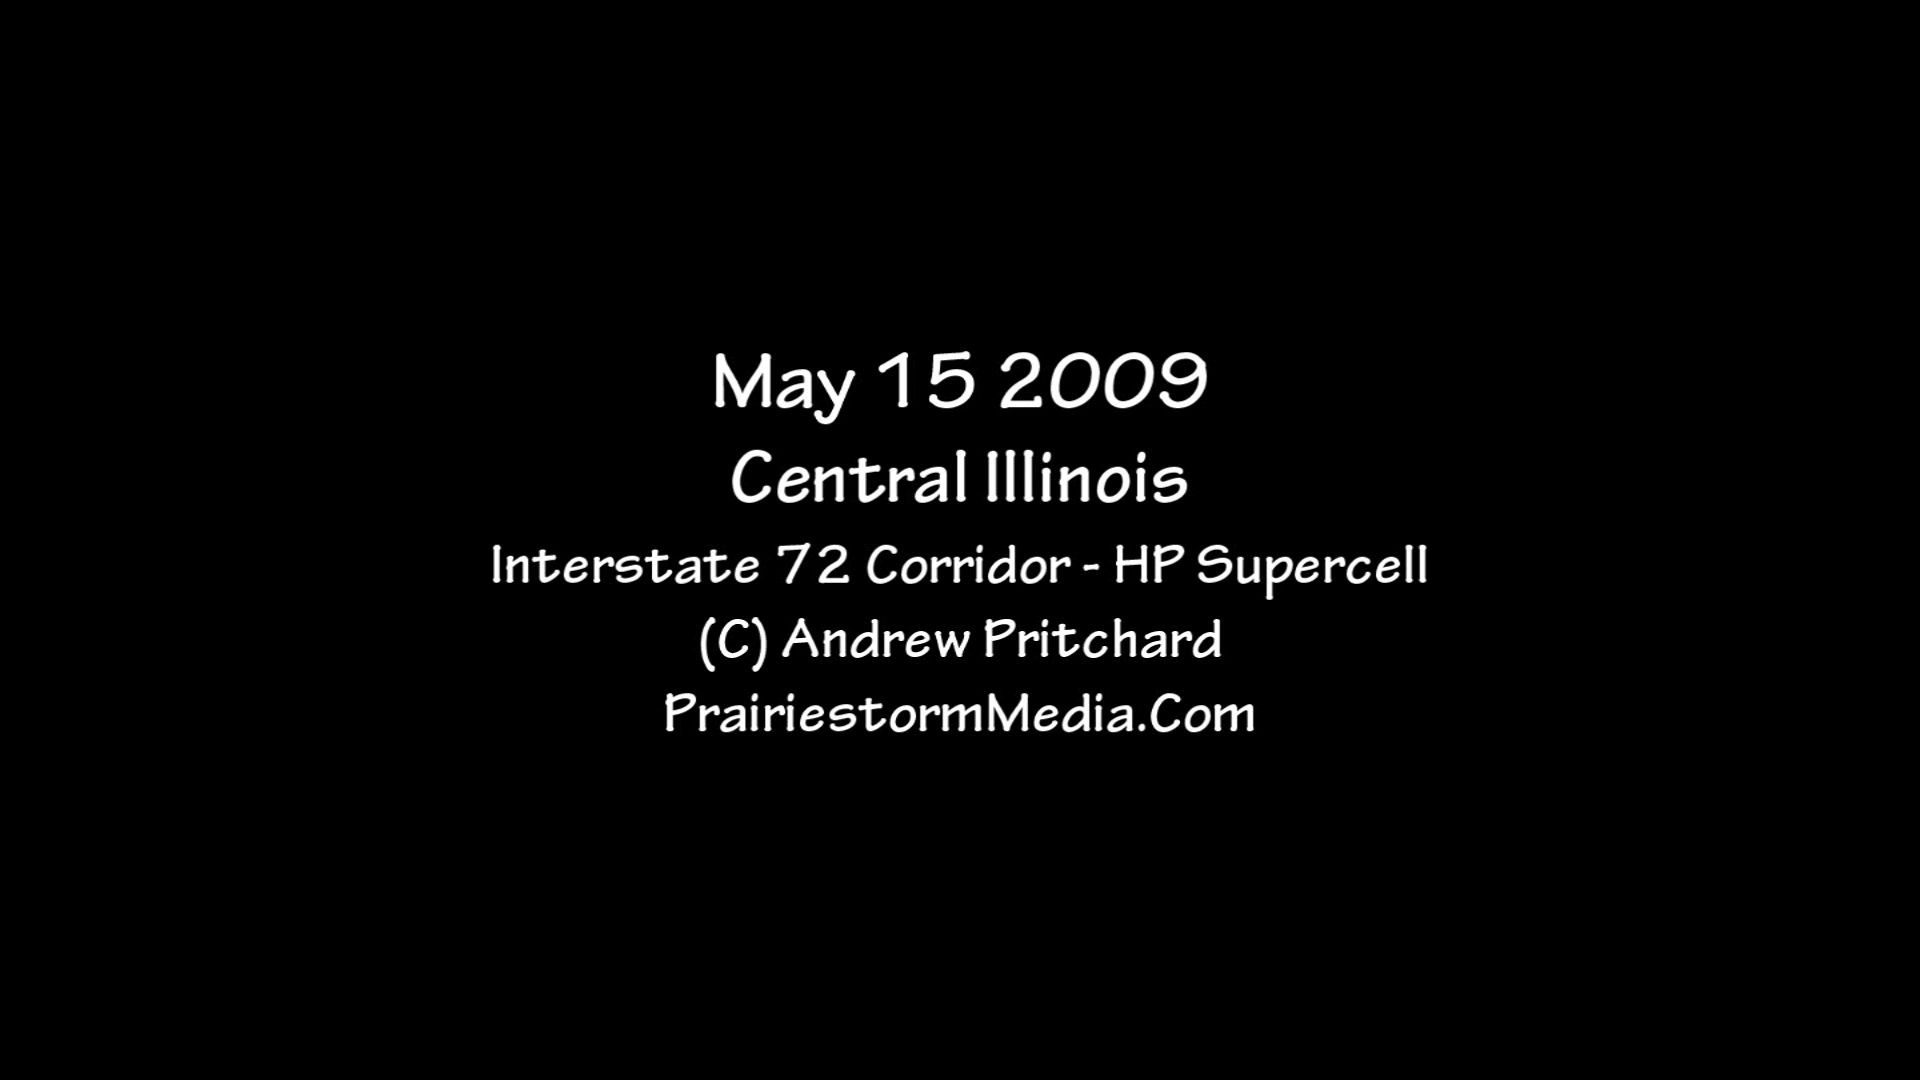 May 15 2009
Central Illinois
Interstate 72 Corridor - HP Supercell
(C) Andrew Pritchard
PrairiestormMedia.Com